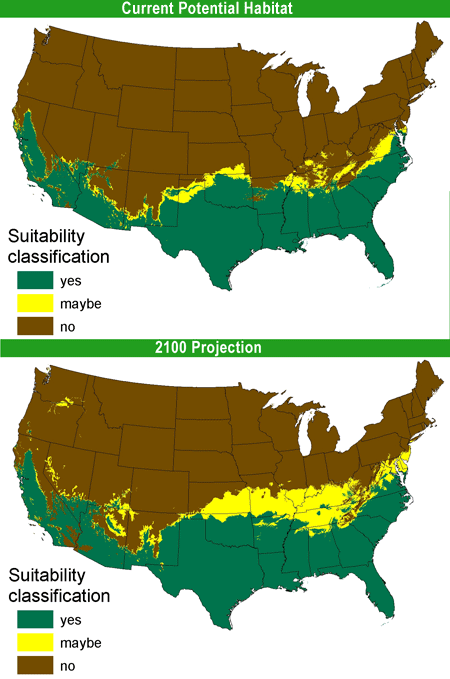 Current Potential Habitat
Suitability
classification
yes
maybe
no
2100 Projection
Suitability
classification
yes
maybe
no